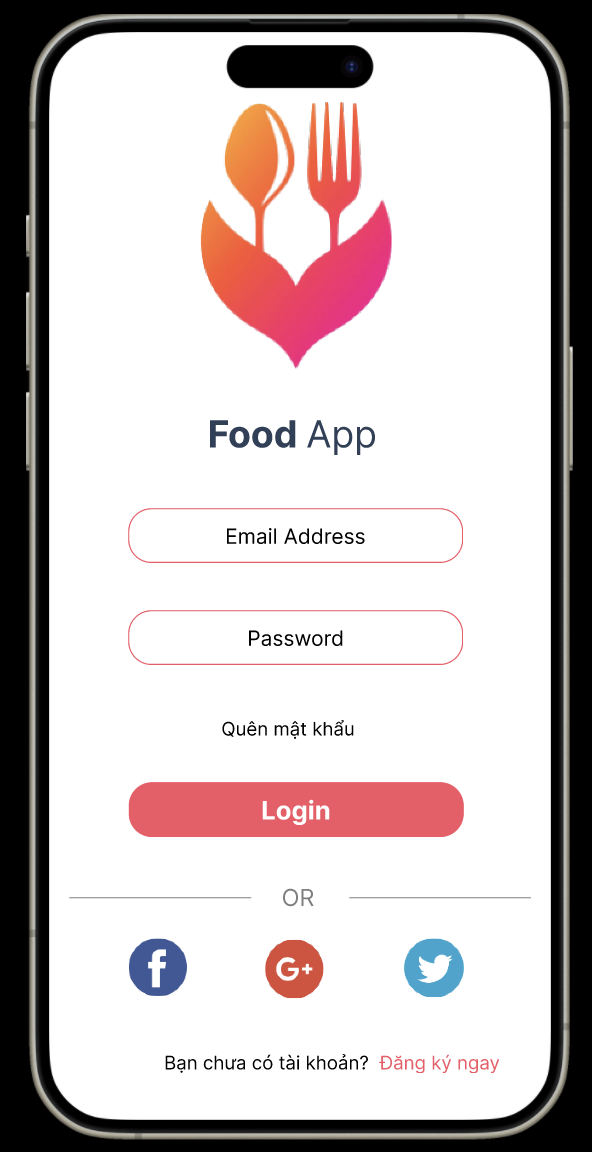 Food App
Email Address
Password
Quên mật khẩu
Login
OR
f
G+
Bạn chưa có tài khoản? Đăng ký ngay